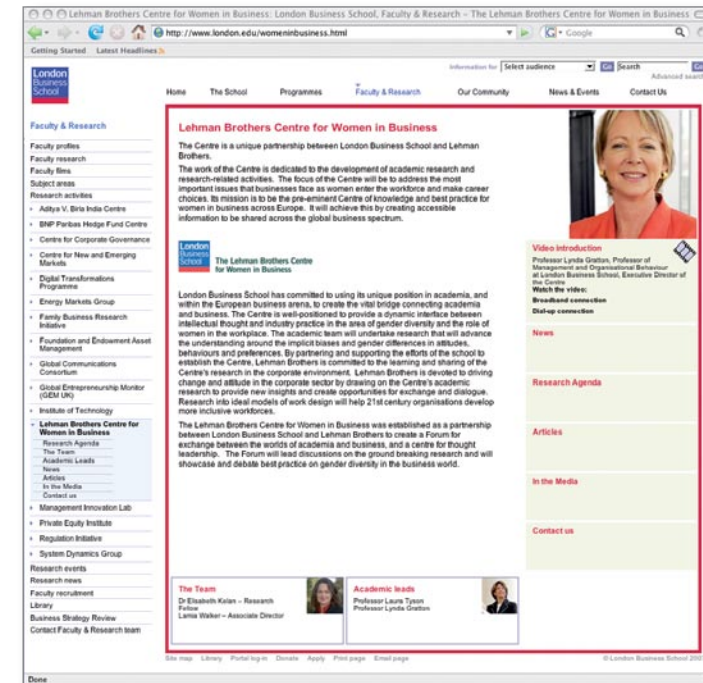 Lehman Brothers Centre for Women in Business: London Business School, Faculty & Research – The Lehman Brothers Centre for Women in Business
http://www.london.edu/womeninbusiness.html
Google
Getting Started Latest Headlines
London
Business
School
Information for Select audience Go Search Go
Advanced search
Home The School Programmes Faculty & Research Our Community News & Events Contact Us
Faculty & Research
Faculty profiles
Faculty research
Faculty films
Subject areas
Research activities
Aditya V. Birla India Centre
BNP Paribas Hedge Fund Centre
Centre for Corporate Governance
Centre for New and Emerging
Markets
Digital Transformations
Programme
Energy Markets Group
Family Business Research
Initiative
Foundation and Endowment Asset
Management
Global Communications
Consortium
Global Entrepreneurship Monitor
(GEM UK)
Institute of Technology
Lehman Brothers Centre for
Women in Business
Research Agenda
The Team
Academic Leads
News
Articles
In the Media
Contact us
Management Innovation Lab
Private Equity Institute
Regulation Initiative
System Dynamics Group
Research events
Research news
Faculty recruitment
Library
Business Strategy Review
Contact Faculty & Research team
Lehman Brothers Centre for Women in Business
The Centre is a unique partnership between London Business School and Lehman
Brothers.
The work of the Centre is dedicated to the development of academic research and
research-related activities. The focus of the Centre will be to address the most
important issues that businesses face as women enter the workforce and make career
choices. Its mission is to be the pre-eminent Centre of knowledge and best practice for
women in business across Europe. It will achieve this by creating accessible
information to be shared across the global business spectrum.
London
Business
School
The Lehman Brothers Centre
for Women in Business
London Business School has committed to using its unique position in academia, and
within the European business arena, to create the vital bridge connecting academia
and business. The Centre is well-positioned to provide a dynamic interface between
intellectual thought and industry practice in the area of gender diversity and the role of
women in the workplace. The academic team will undertake research that will advance
the understanding around the implicit biases and gender differences in attitudes,
behaviours and preferences. By partnering and supporting the efforts of the school to
establish the Centre, Lehman Brothers is committed to the learning and sharing of the
Centre's research in the corporate environment. Lehman Brothers is devoted to driving
change and attitude in the corporate sector by drawing on the Centre's academic
research to provide new insights and create opportunities for exchange and dialogue.
Research into ideal models of work design will help 21st century organisations develop
more inclusive workforces.
The Lehman Brothers Centre for Women in Business was established as a partnership
between London Business School and Lehman Brothers to create a Forum for
exchange between the worlds of academia and business, and a centre for thought
leadership. The Forum will lead discussions on the ground breaking research and will
showcase and debate best practice on gender diversity in the business world.
Video introduction
Professor Lynda Gratton, Professor of
Management and Organisational Behaviour
at London Business School, Executive Director of
the Centre
Watch the video:
Broadband connection
Dial-up connection
News
Research Agenda
Articles
In the Media
Contact us
The Team
Dr Elisabeth Kelan – Research
Fellow
Lamia Walker – Associate Director
Academic leads
Professor Laura Tyson
Professor Lynda Gratton
Site map Library Portal log-in Donate Apply Print page Email page © London Business School 200
Done